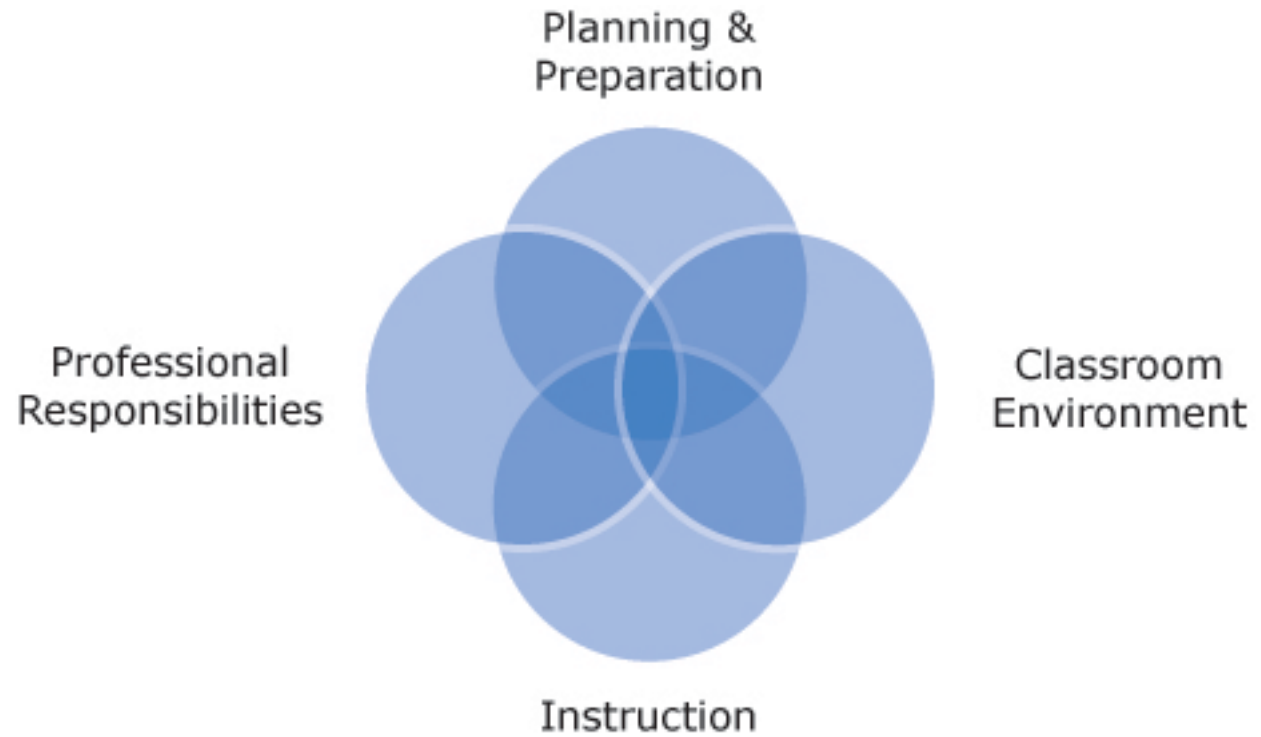 Planning &
Preparation
Professional
Responsibilities
Classroom
Environment
Instruction